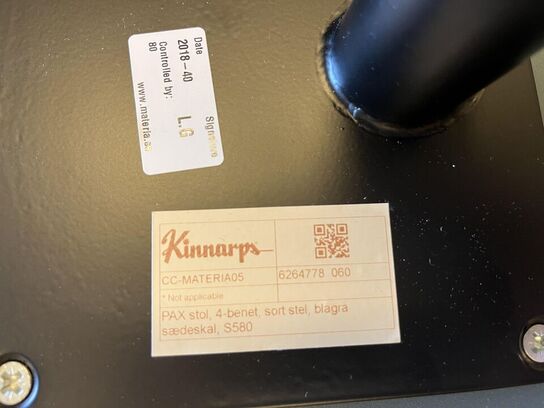 Date
2018-40
Controlled by:
80
Signature
L.G
www.materia.se
Kinnarps
CC-MATERIA05
6264778 060
* Not applicable
PAX stol, 4-benet, sort stel, blågrå
sædeskal, S580